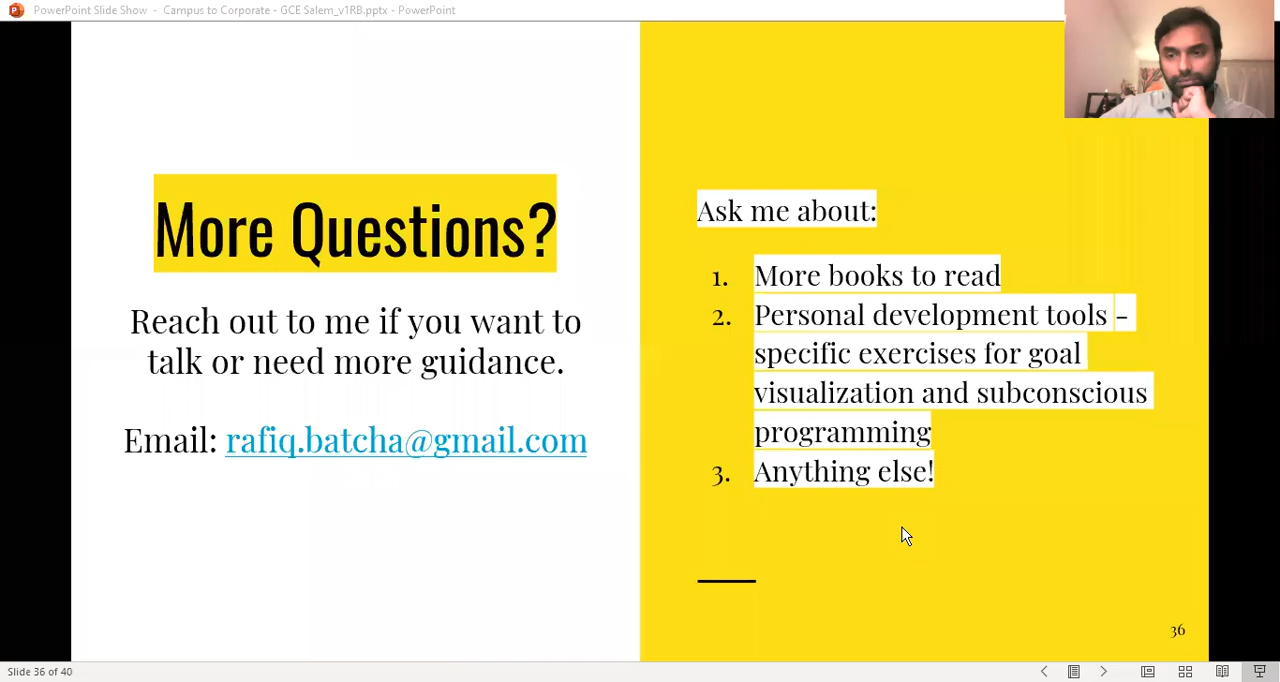 PowerPoint Slide Show - Campus to Corporate - GCE Salem_v1RB.pptx - PowerPoint
More Questions?
Reach out to me if you want to
talk or need more guidance.
Email: rafiq.batcha@gmail.com
Ask me about:
1. More books to read
2. Personal development tools -
specific exercises for goal
visualization and subconscious
programming
3. Anything else!
36
Slide 36 of 40